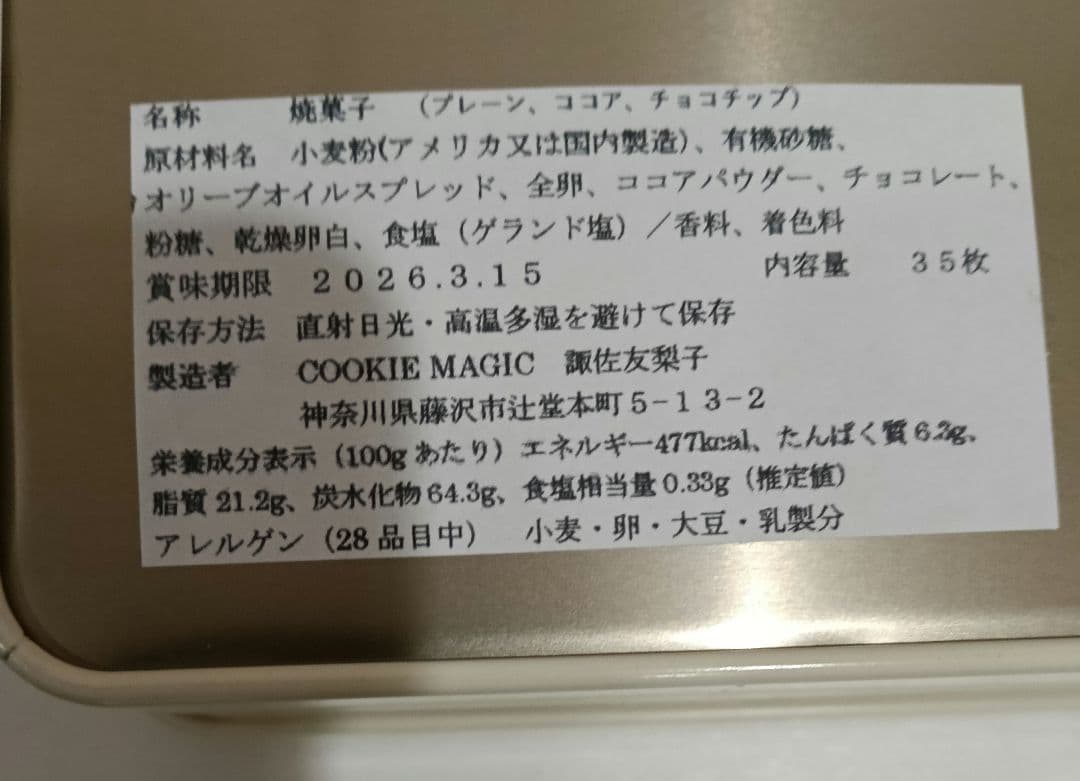 名称 焼菓子 (プレーン、ココア、チョコチップ)
原材料名 小麦粉(アメリカ又は国内製造)、有機砂糖、
オリーブオイルスプレッド、全卵、ココアパウダー、チョコレート、
粉糖、乾燥卵白、食塩(ゲランド塩)/香料、着色料
賞味期限 2026.3.15 内容量 35枚
保存方法 直射日光・高温多湿を避けて保存
製造者 COOKIE MAGIC 諏佐友梨子
神奈川県藤沢市辻堂本町5-13-2
栄養成分表示(100gあたり)エネルギー477kcal、たんぱく質
脂質21.2g、炭水化物64.3g、食塩相当量0.33g(推定値)
アレルゲン(28品目中) 小麦・卵・大豆・乳製分